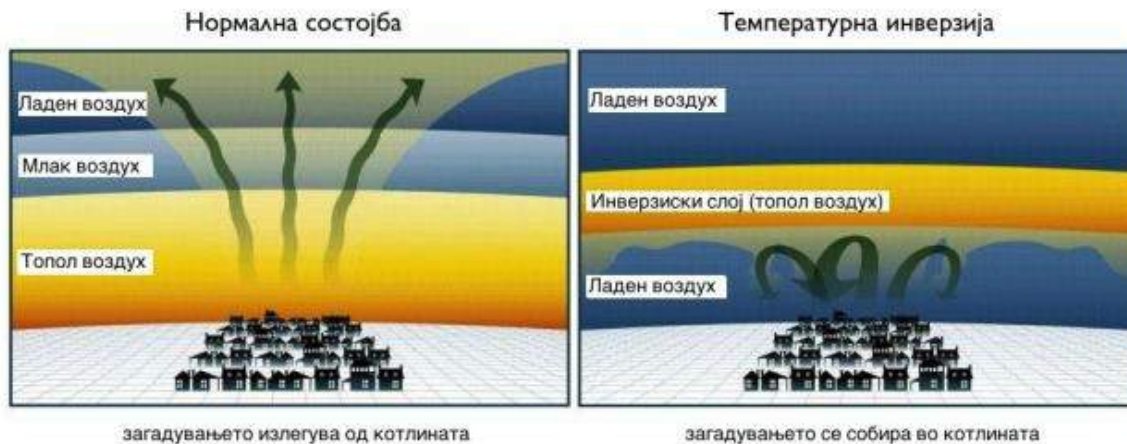 Нормална состојба
Ладен воздух
Млак воздух
Топол воздух
загадувањето излегува од котлината
Температурна инверзија
Ладен воздух
Инверзиски слој (топол воздух)
Ладен воздух
загадувањето се собира во котлината